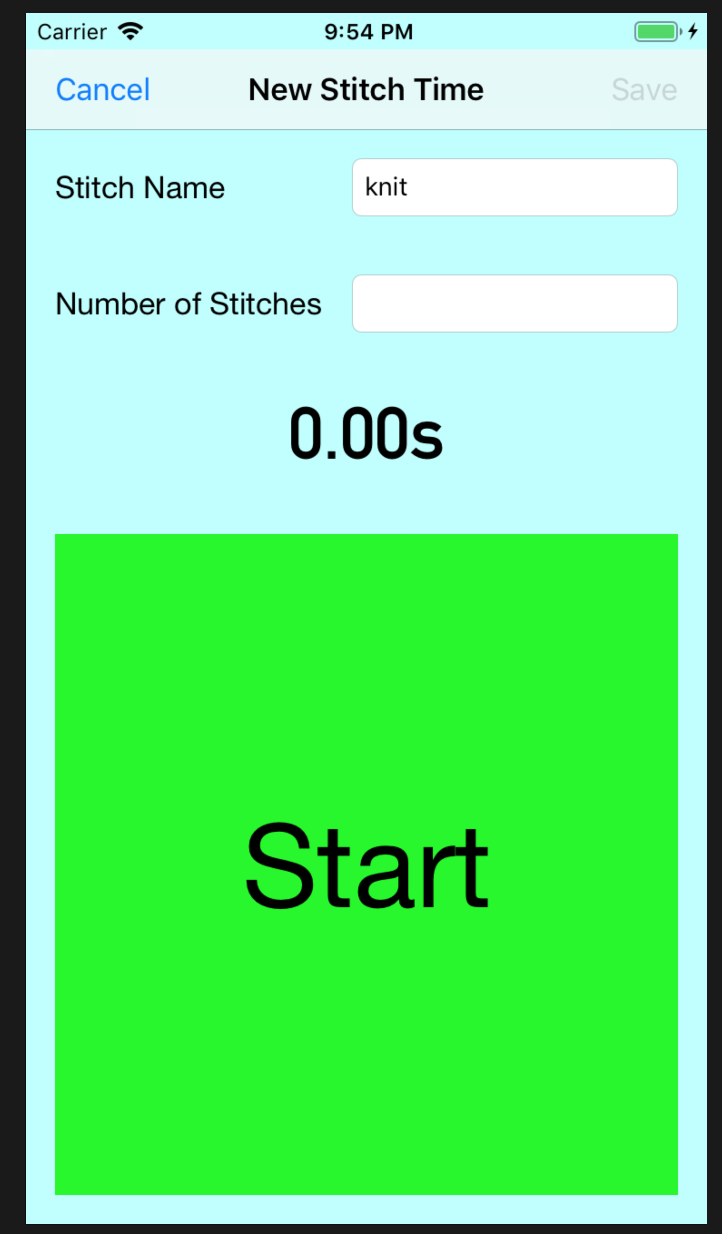 Carrier 9:54 PM
Cancel New Stitch Time Save
Stitch Name knit
Number of Stitches
0.00s
Start